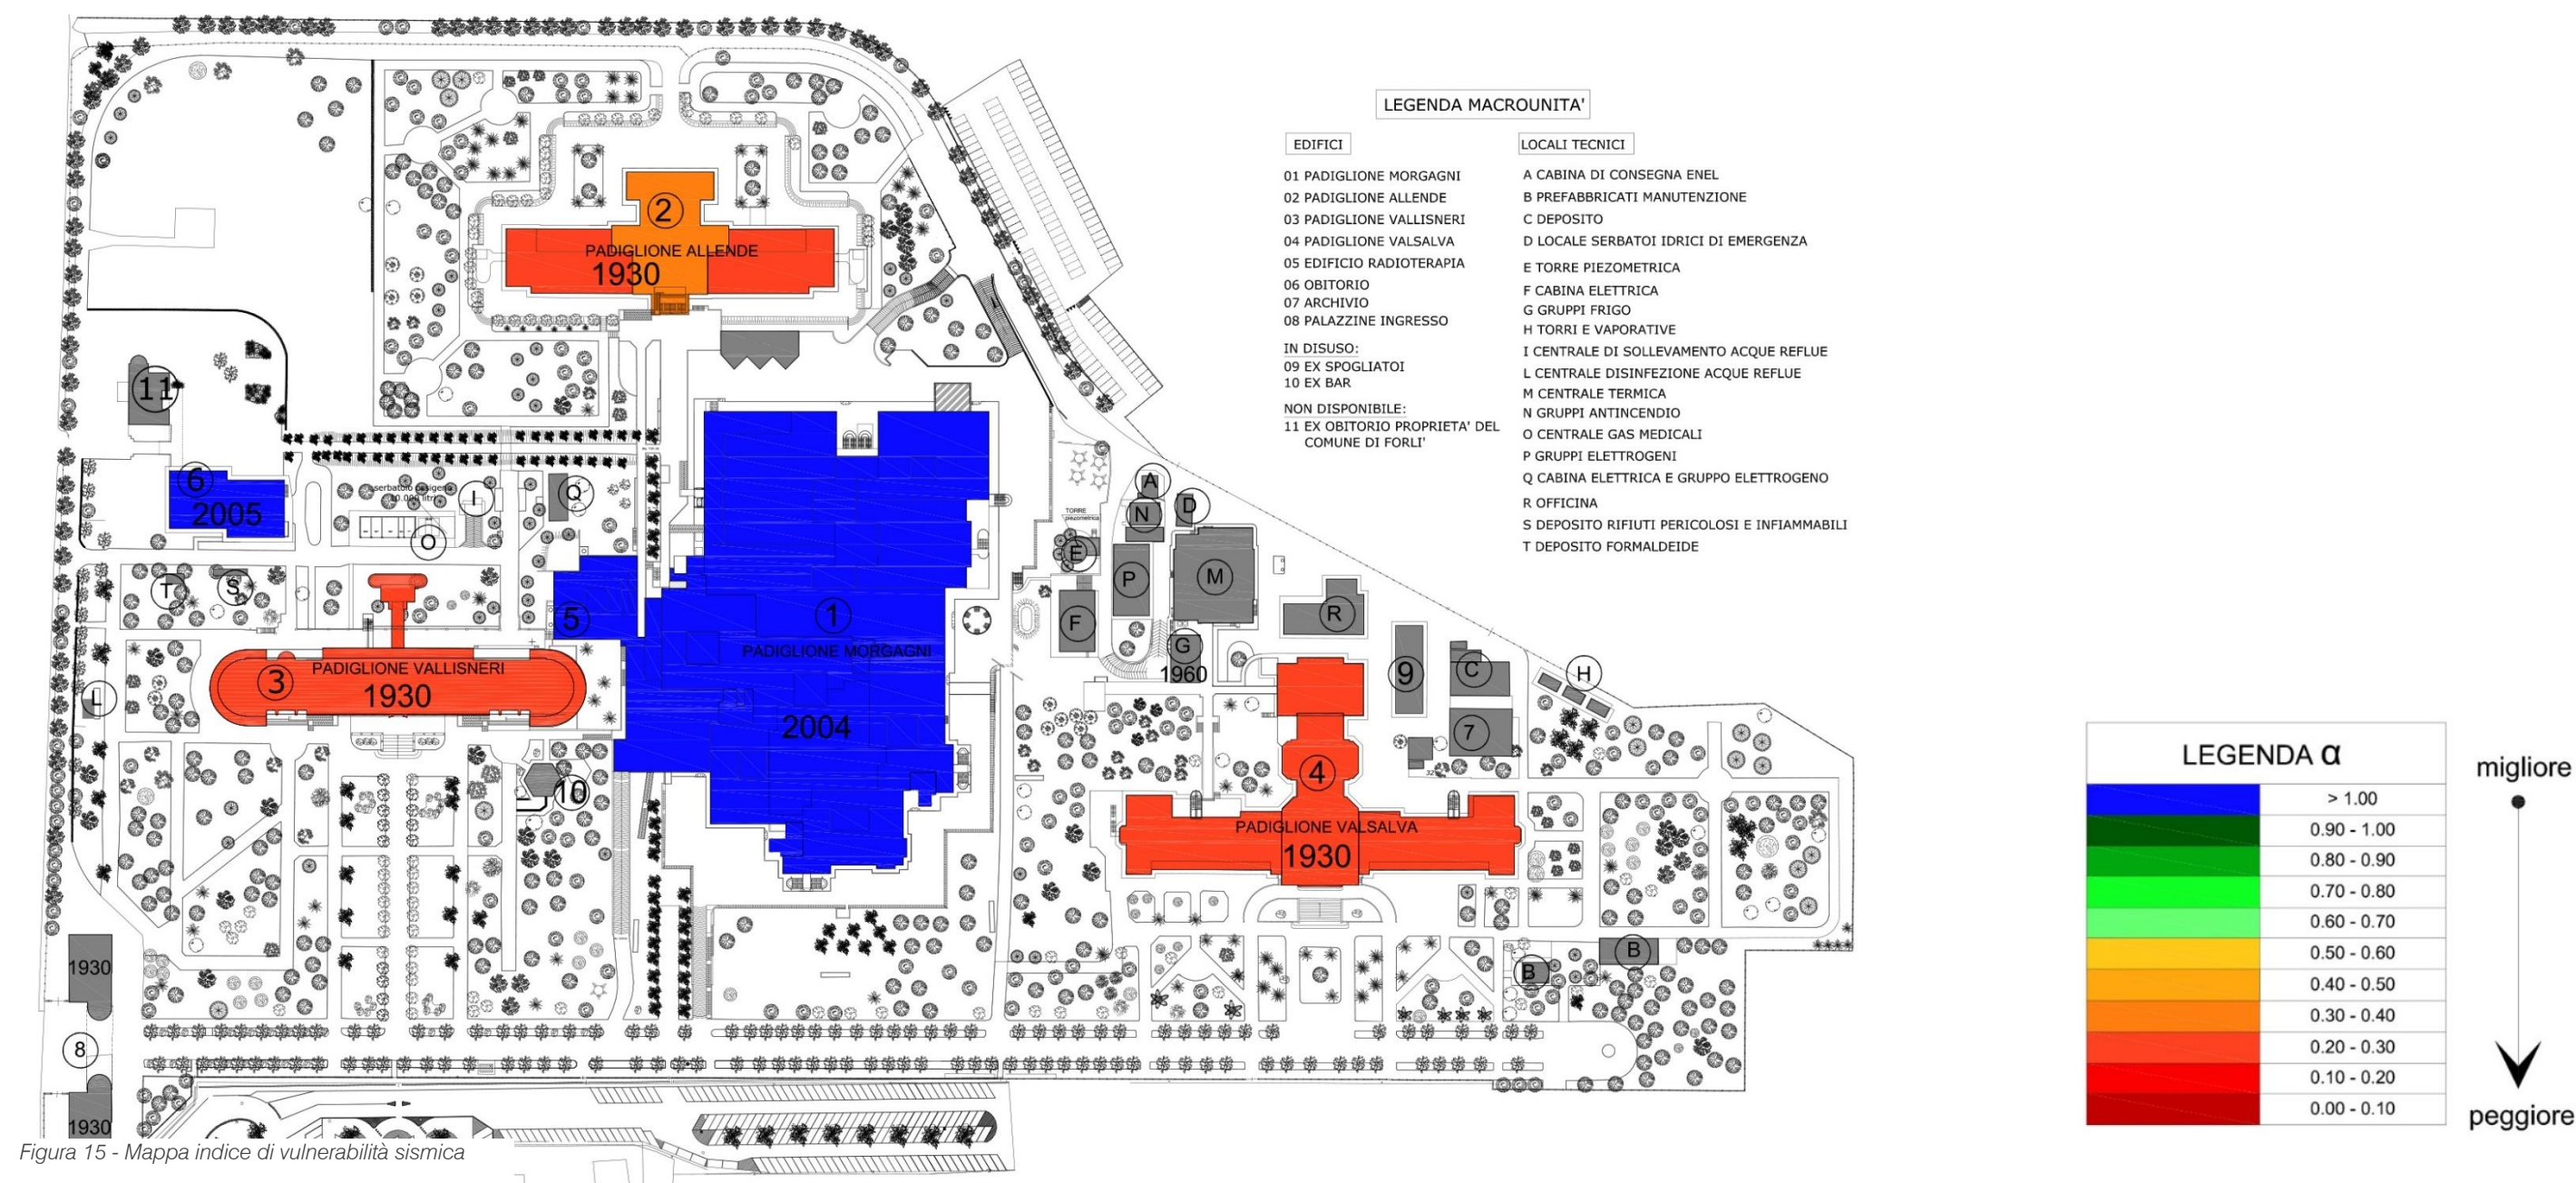 LEGENDA MACROUNITA'
EDIFICI
01 PADIGLIONE MORGAGNI
02 PADIGLIONE ALLENDE
03 PADIGLIONE VALLISNERI
04 PADIGLIONE VALSALVA
05 EDIFICIO RADIOTERAPIA
06 OBITORIO
07 ARCHIVIO
08 PALAZZINE INGRESSO
IN DISUSO:
09 EX SPOGLIATOI
10 EX BAR
NON DISPONIBILE:
11 EX OBITORIO PROPRIETA' DEL
COMUNE DI FORLI'
LOCALI TECNICI
A CABINA DI CONSEGNA ENEL
B PREFABBRICATI MANUTENZIONE
C DEPOSITO
D LOCALE SERBATOI IDRICI DI EMERGENZA
E TORRE PIEZOMETRICA
F CABINA ELETTRICA
G GRUPPI FRIGO
H TORRI E VAPORATIVE
I CENTRALE DI SOLLEVAMENTO ACQUE REFLUE
L CENTRALE DISINFEZIONE ACQUE REFLUE
M CENTRALE TERMICA
N GRUPPI ANTINCENDIO
O CENTRALE GAS MEDICALI
P GRUPPI ELETTROGENI
Q CABINA ELETTRICA E GRUPPO ELETTROGENO
R OFFICINA
S DEPOSITO RIFIUTI PERICOLOSI E INFIAMMABILI
T DEPOSITO FORMALDEIDE
2
PADIGLIONE ALLENDE
1930
11
6
2005
I
Q
O
T
S
5
1
PADIGLIONE MORGAGNI
2004
3
PADIGLIONE VALLISNERI
1930
L
10
A
N
D
TORRE
piezometrica
E
P
M
F
G
1960
R
9
C
H
7
4
PADIGLIONE VALSALVA
1930
B
B
1930
8
1930
LEGENDA α
> 1.00
0.90 - 1.00
0.80 - 0.90
0.70 - 0.80
0.60 - 0.70
0.50 - 0.60
0.40 - 0.50
0.30 - 0.40
0.20 - 0.30
0.10 - 0.20
0.00 - 0.10
migliore
peggiore
Figura 15 - Mappa indice di vulnerabilità sismica